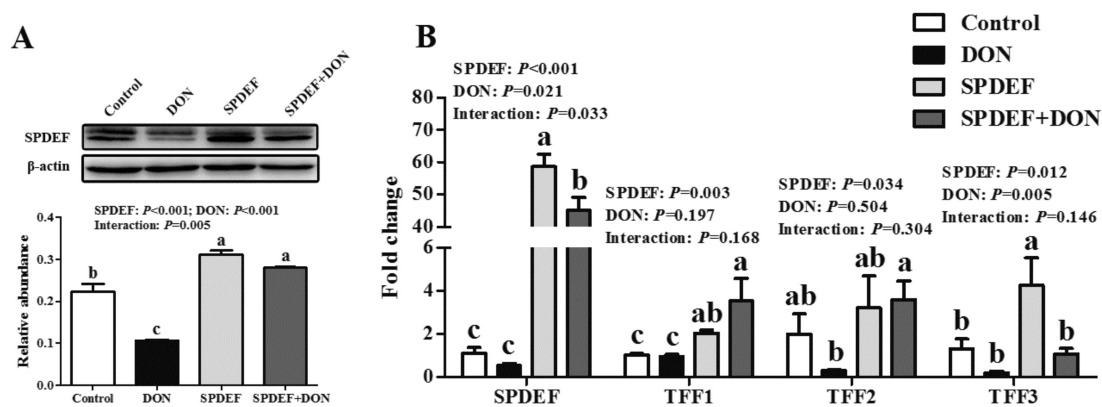 A
Control DON SPDEF SPDEF+DON
SPDEF
β-actin
SPDEF: P<0.001; DON: P<0.001
Interaction: P=0.005
Relative abundance
0.4
0.3
0.2
0.1
0.0
b c a a
Control DON SPDEF SPDEF+DON
B
Control
DON
SPDEF
SPDEF+DON
Fold change
80
70
60
50
40
6
4
2
0
SPDEF: P<0.001
DON: P=0.021
Interaction: P=0.033
c c a b
SPDEF: P=0.003
DON: P=0.197
Interaction: P=0.168
c c ab a
SPDEF: P=0.034
DON: P=0.504
Interaction: P=0.304
ab b ab a
SPDEF: P=0.012
DON: P=0.005
Interaction: P=0.146
b b a b
SPDEF TFF1 TFF2 TFF3